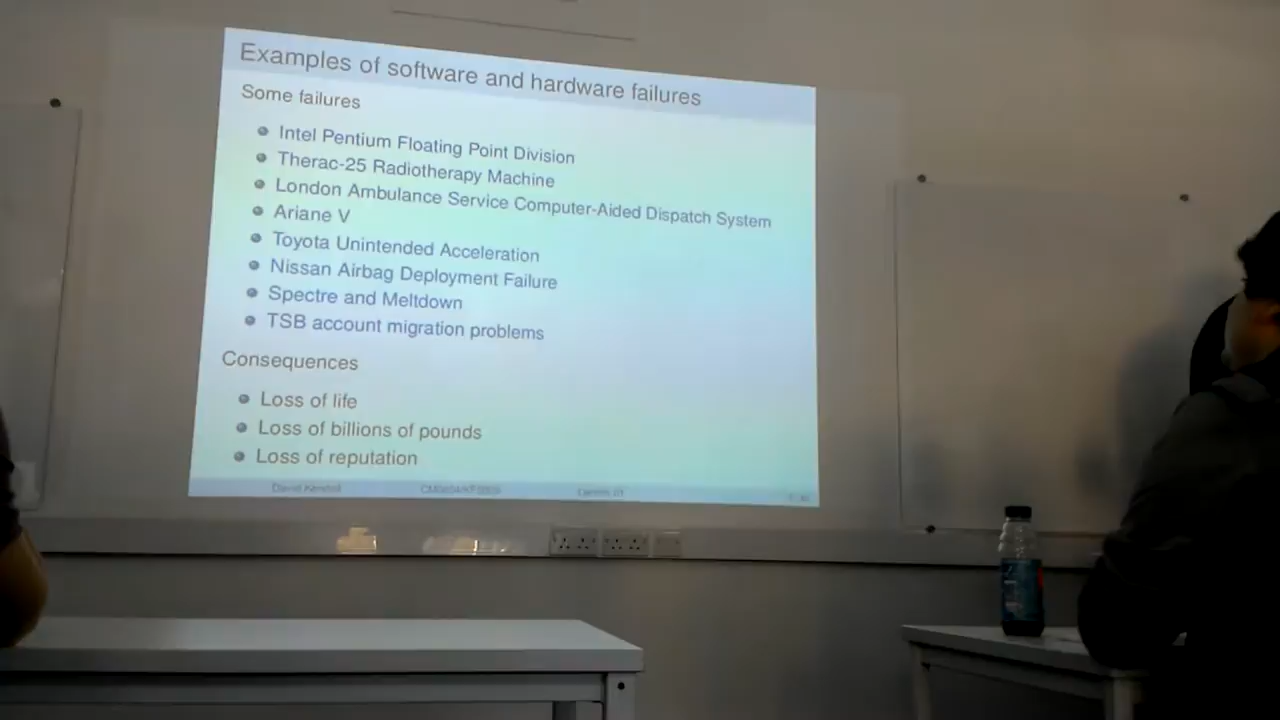 Examples of software and hardware failures
Some failures
Intel Pentium Floating Point Division
Therac-25 Radiotherapy Machine
London Ambulance Service Computer-Aided Dispatch System
Ariane V
Toyota Unintended Acceleration
Nissan Airbag Deployment Failure
Spectre and Meltdown
TSB account migration problems
Consequences
Loss of life
Loss of billions of pounds
Loss of reputation
David Kendall